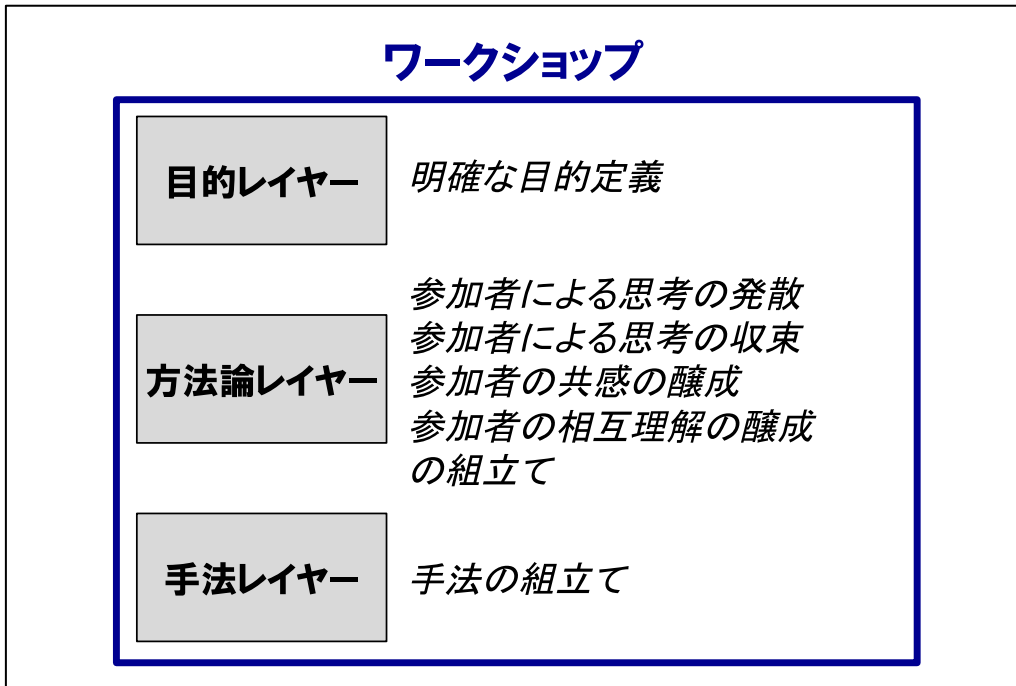 ワークショップ
目的レイヤー
明確な目的定義
方法論レイヤー
参加者による思考の発散
参加者による思考の収束
参加者の共感の醸成
参加者の相互理解の醸成
の組立て
手法レイヤー
手法の組立て